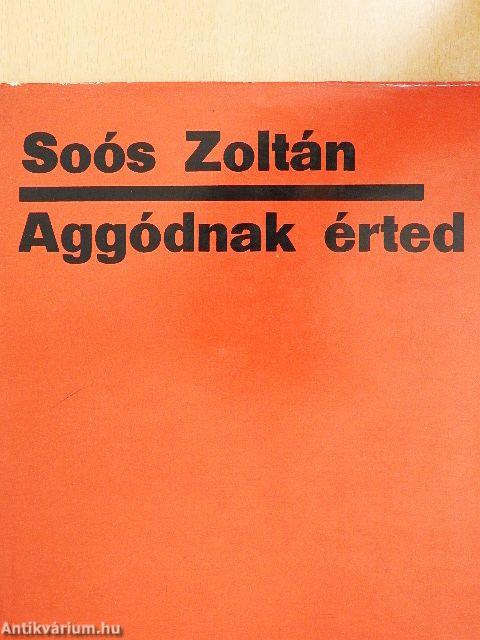 Soós Zoltán
Aggódnak érted
Antikvárium.hu